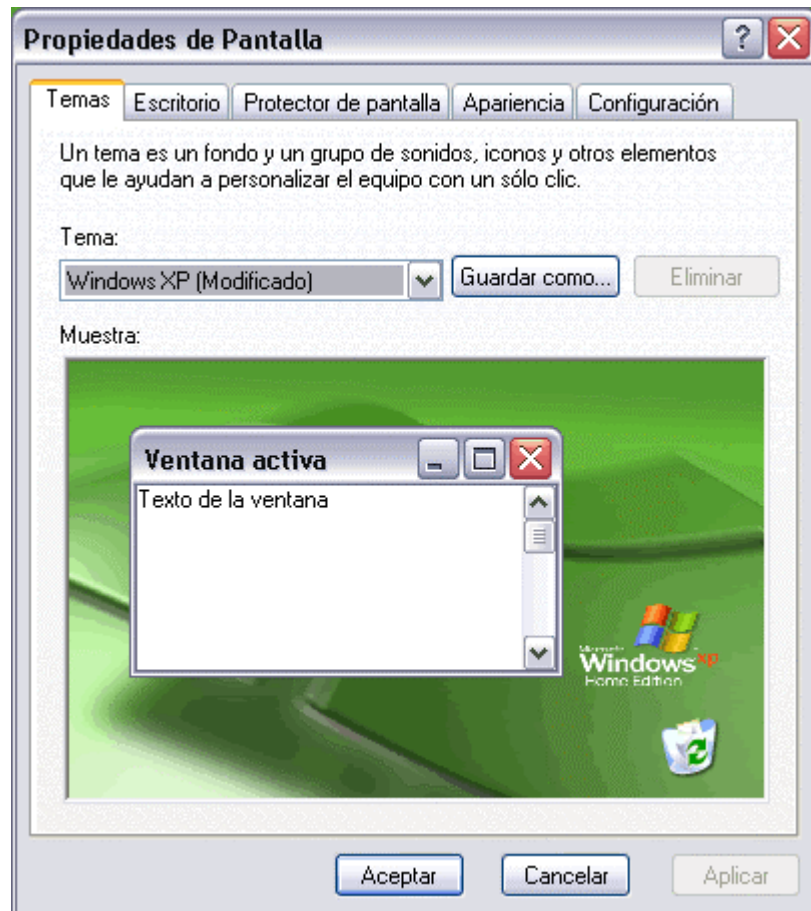 Propiedades de Pantalla
Temas Escritorio Protector de pantalla Apariencia Configuración
Un tema es un fondo y un grupo de sonidos, iconos y otros elementos
que le ayudan a personalizar el equipo con un sólo clic.
Tema:
Windows XP (Modificado) Guardar como... Eliminar
Muestra:
Ventana activa
Texto de la ventana
Microsoft
Windows xp
Home Edition
Aceptar Cancelar Aplicar